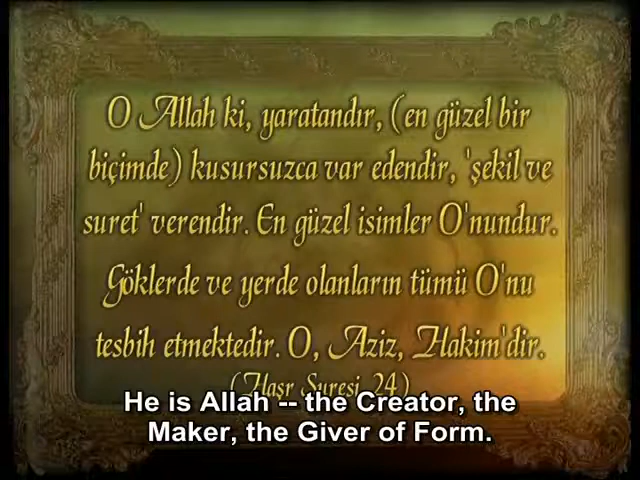 O Allah ki, yaratandır, (en güzel bir
biçimde) kusursuzca var edendir, 'şekil ve
suret' verendir. En güzel isimler O'nundur.
Göklerde ve yerde olanların tümü O'nu
tesbih etmektedir. O, Aziz, Hakim'dir.
(Haşr Suresi, 24)
He is Allah -- the Creator, the
Maker, the Giver of Form.